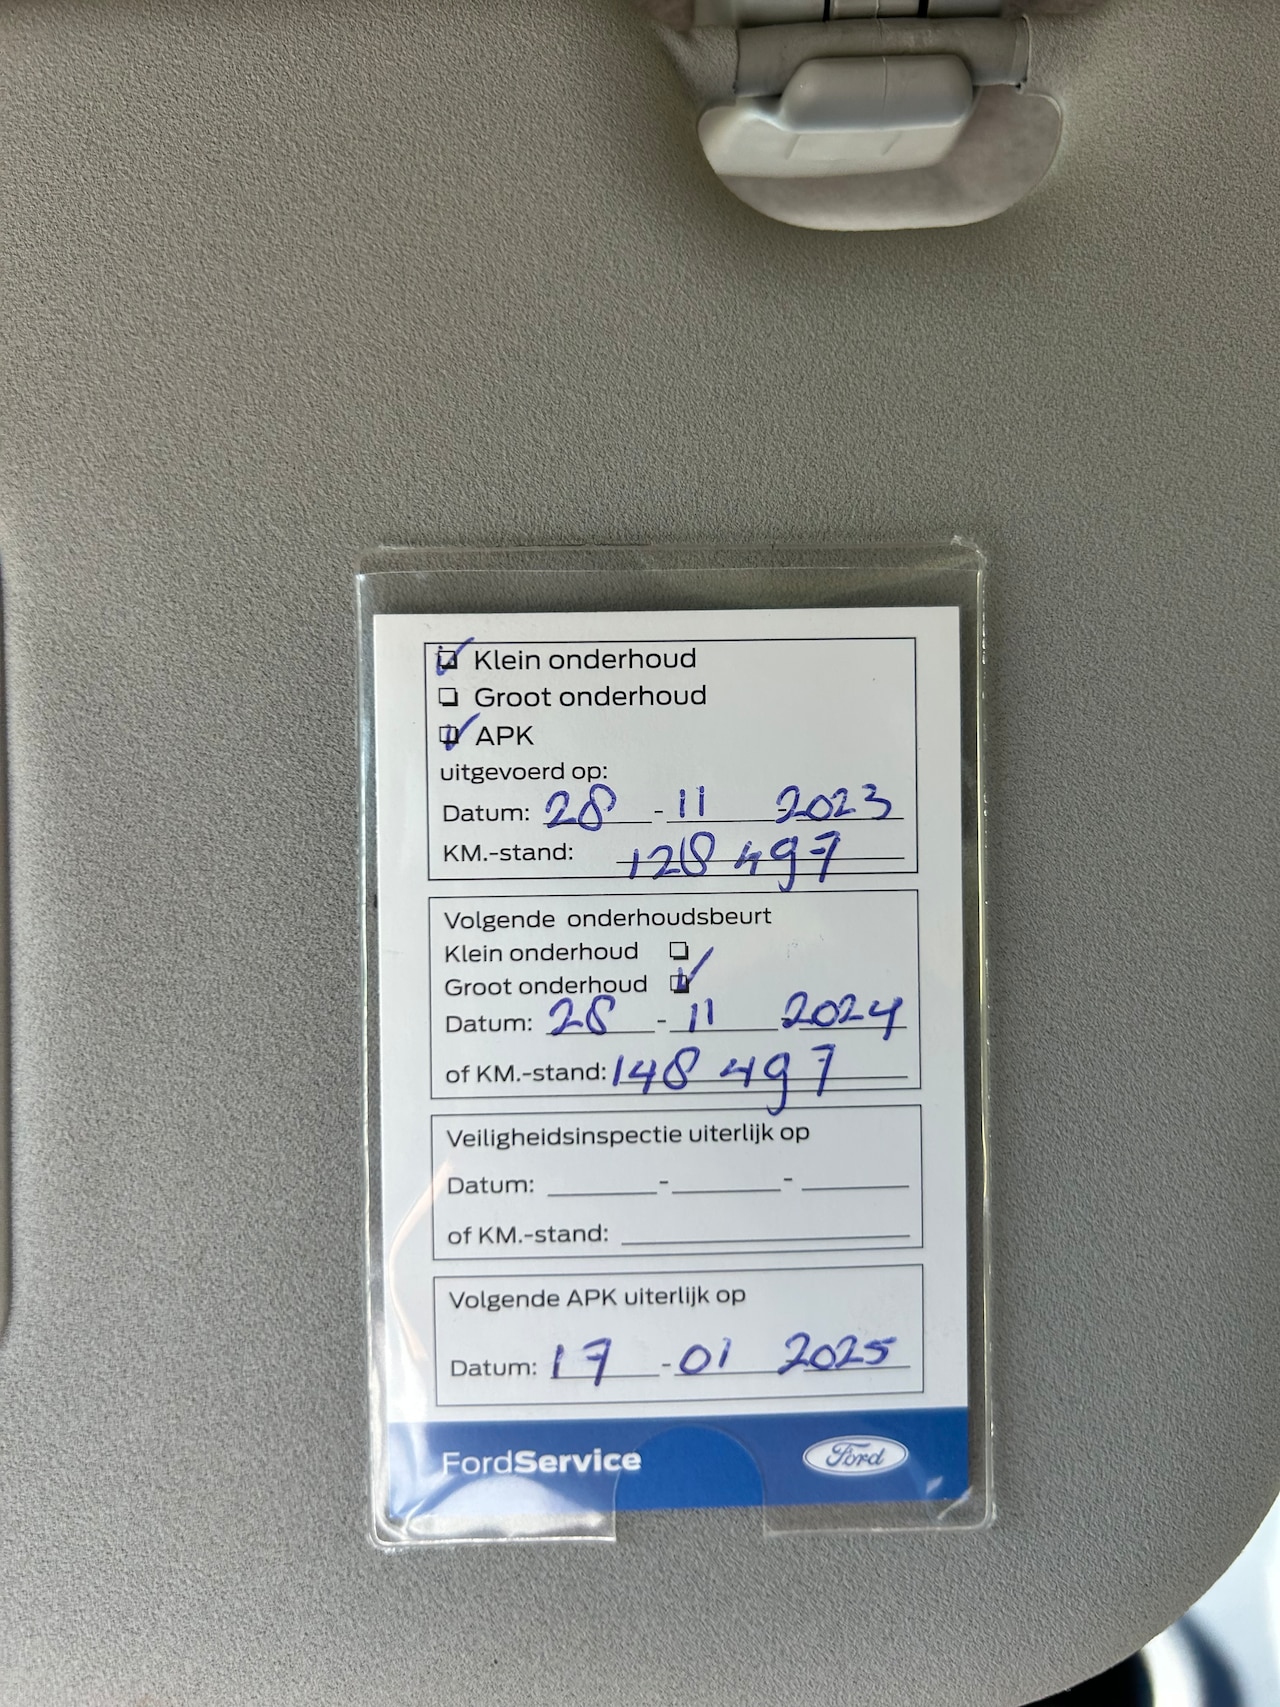 Klein onderhoud
Groot onderhoud
APK
uitgevoerd op:
Datum: 28 - 11 2023
KM.-stand: 128 497
Volgende onderhoudsbeurt
Klein onderhoud
Groot onderhoud
Datum: 28 - 11 2024
of KM.-stand: 148 497
Veiligheidsinspectie uiterlijk op
Datum: - -
of KM.-stand:
Volgende APK uiterlijk op
Datum: 17 - 01 2025
FordService Ford